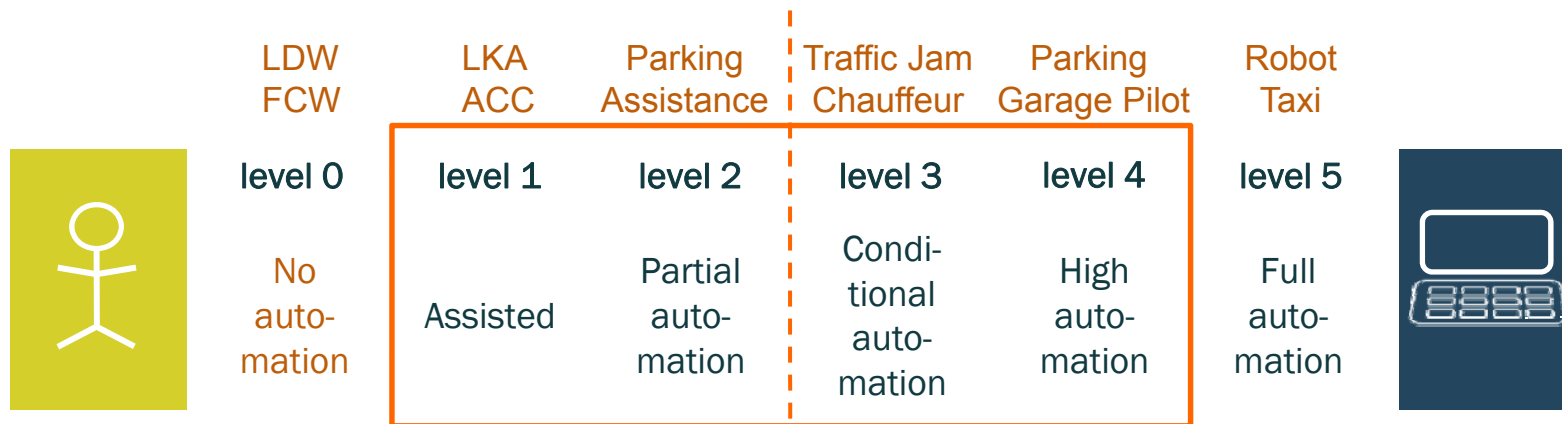 LDW
FCW
LKA
ACC
Parking
Assistance
Traffic Jam
Chauffeur
Parking
Garage Pilot
Robot
Taxi
level 0
level 1
level 2
level 3
level 4
level 5
No
auto-
mation
Assisted
Partial
auto-
mation
Condi-
tional
auto-
mation
High
auto-
mation
Full
auto-
mation